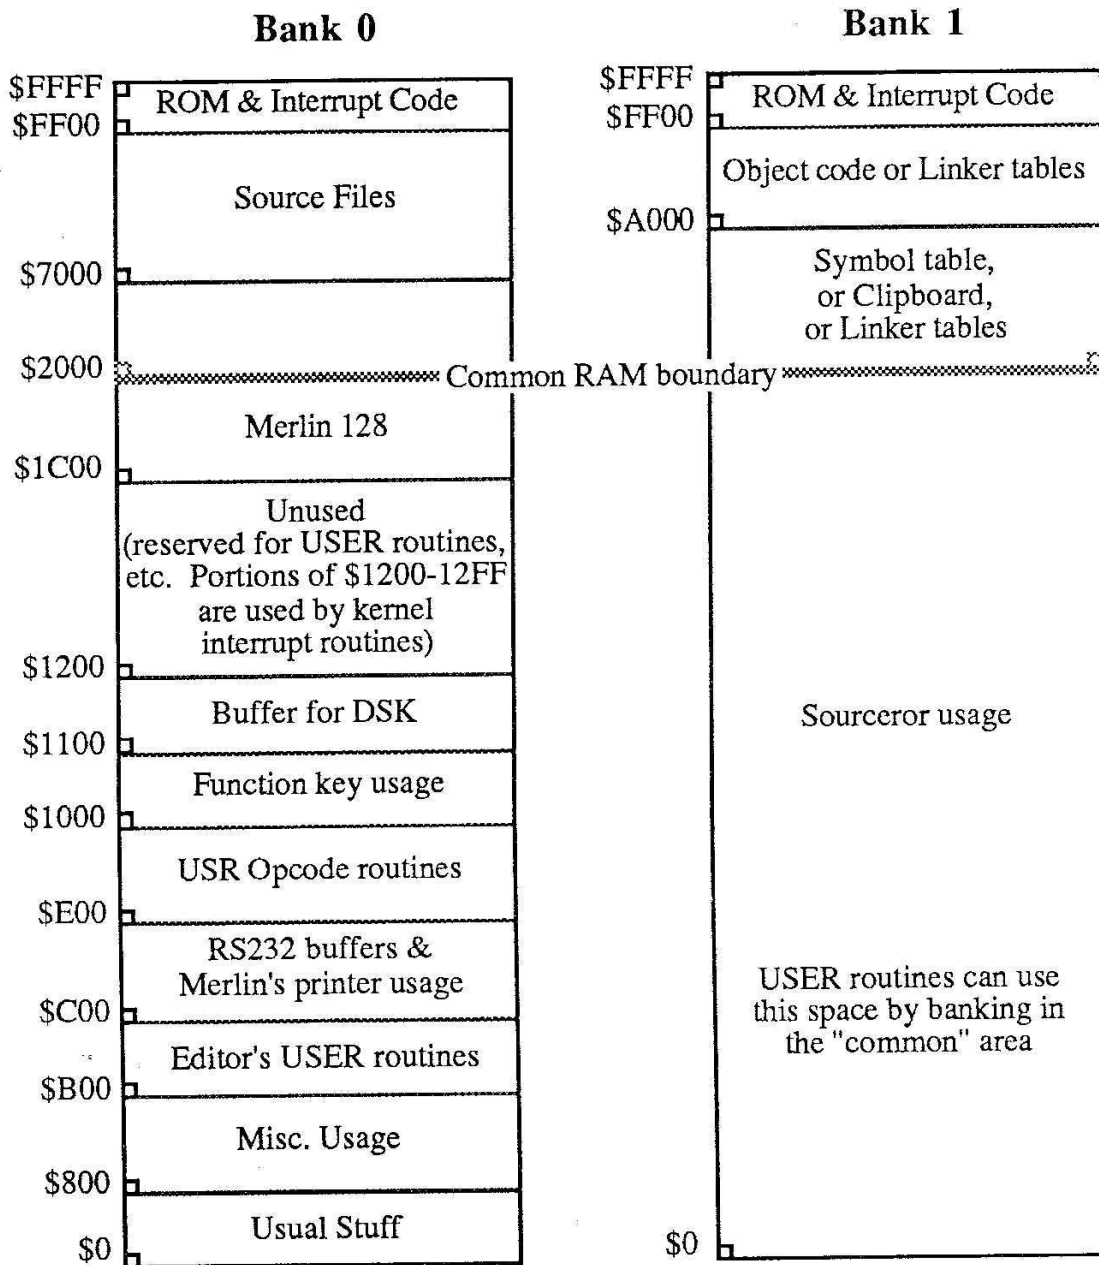 Bank 0
$FFFF
ROM & Interrupt Code
$FF00
Source Files
$7000
$2000
Common RAM boundary
Merlin 128
$1C00
Unused
(reserved for USER routines,
etc. Portions of $1200-12FF
are used by kernel
interrupt routines)
$1200
Buffer for DSK
$1100
Function key usage
$1000
USR Opcode routines
$E00
RS232 buffers &
Merlin's printer usage
$C00
Editor's USER routines
$B00
Misc. Usage
$800
Usual Stuff
$0
Bank 1
$FFFF
ROM & Interrupt Code
$FF00
Object code or Linker tables
$A000
Symbol table,
or Clipboard,
or Linker tables
Sourceror usage
USER routines can use
this space by banking in
the "common" area
$0